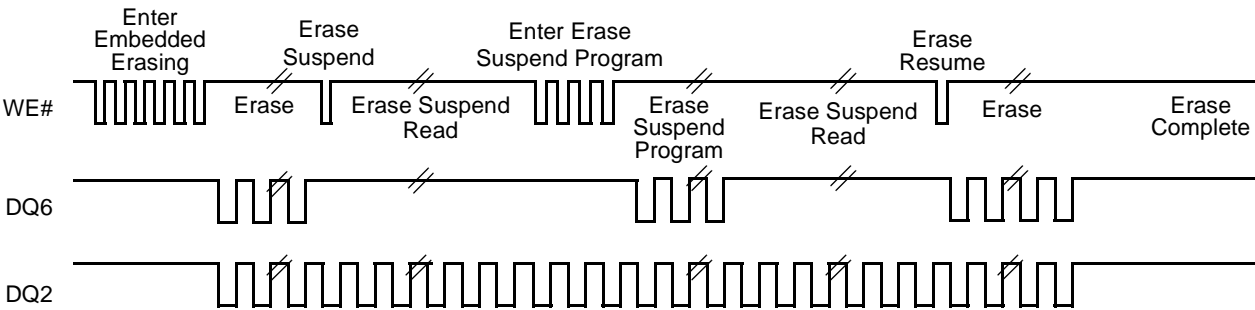 Enter
Embedded
Erasing
Erase
Suspend
Enter Erase
Suspend Program
Erase
Resume
WE#
Erase
Erase Suspend
Read
Erase
Suspend
Program
Erase Suspend
Read
Erase
Erase
Complete
DQ6
DQ2